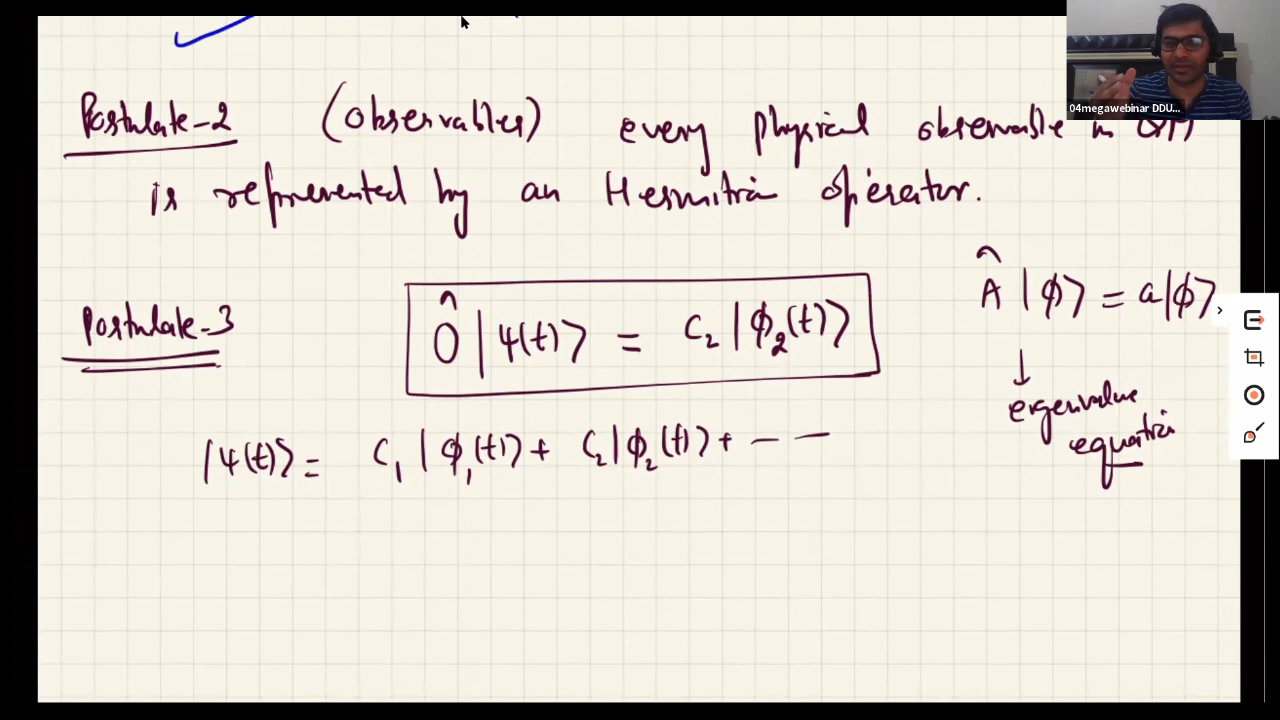 04megawebinar DDU...
Postulate-2 (observables) every physical observable in QM
is represented by an Hermitian operator.
Postulate-3
Ô |ψ(t)⟩ = C₂ |ϕ₂(t)⟩
 |ϕ⟩ = a|ϕ⟩
↓
eigenvalue
equation
|ψ(t)⟩ = C₁ |ϕ₁(t)⟩ + C₂|ϕ₂(t)⟩ + — —